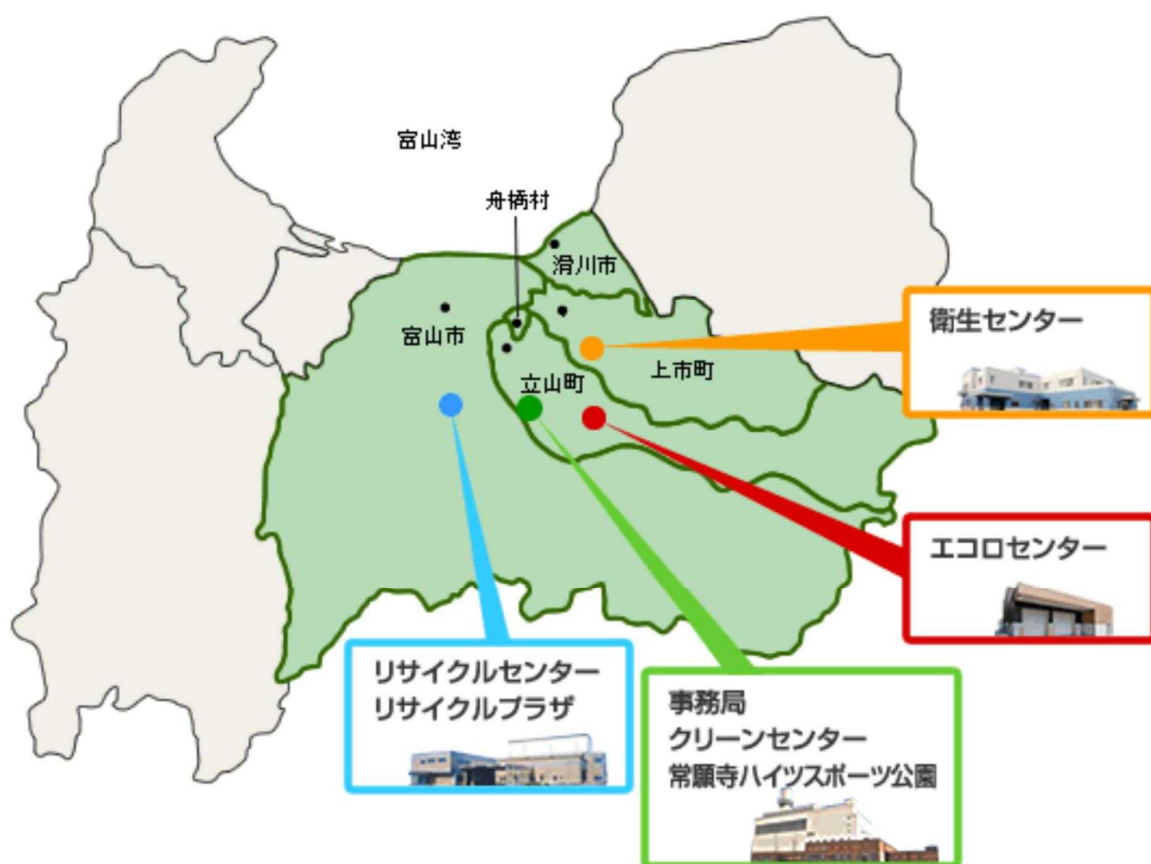 富山湾
舟橋村
滑川市
富山市
立山町
上市町
衛生センター
エコロセンター
リサイクルセンター
リサイクルプラザ
事務局
クリーンセンター
常願寺ハイツスポーツ公園